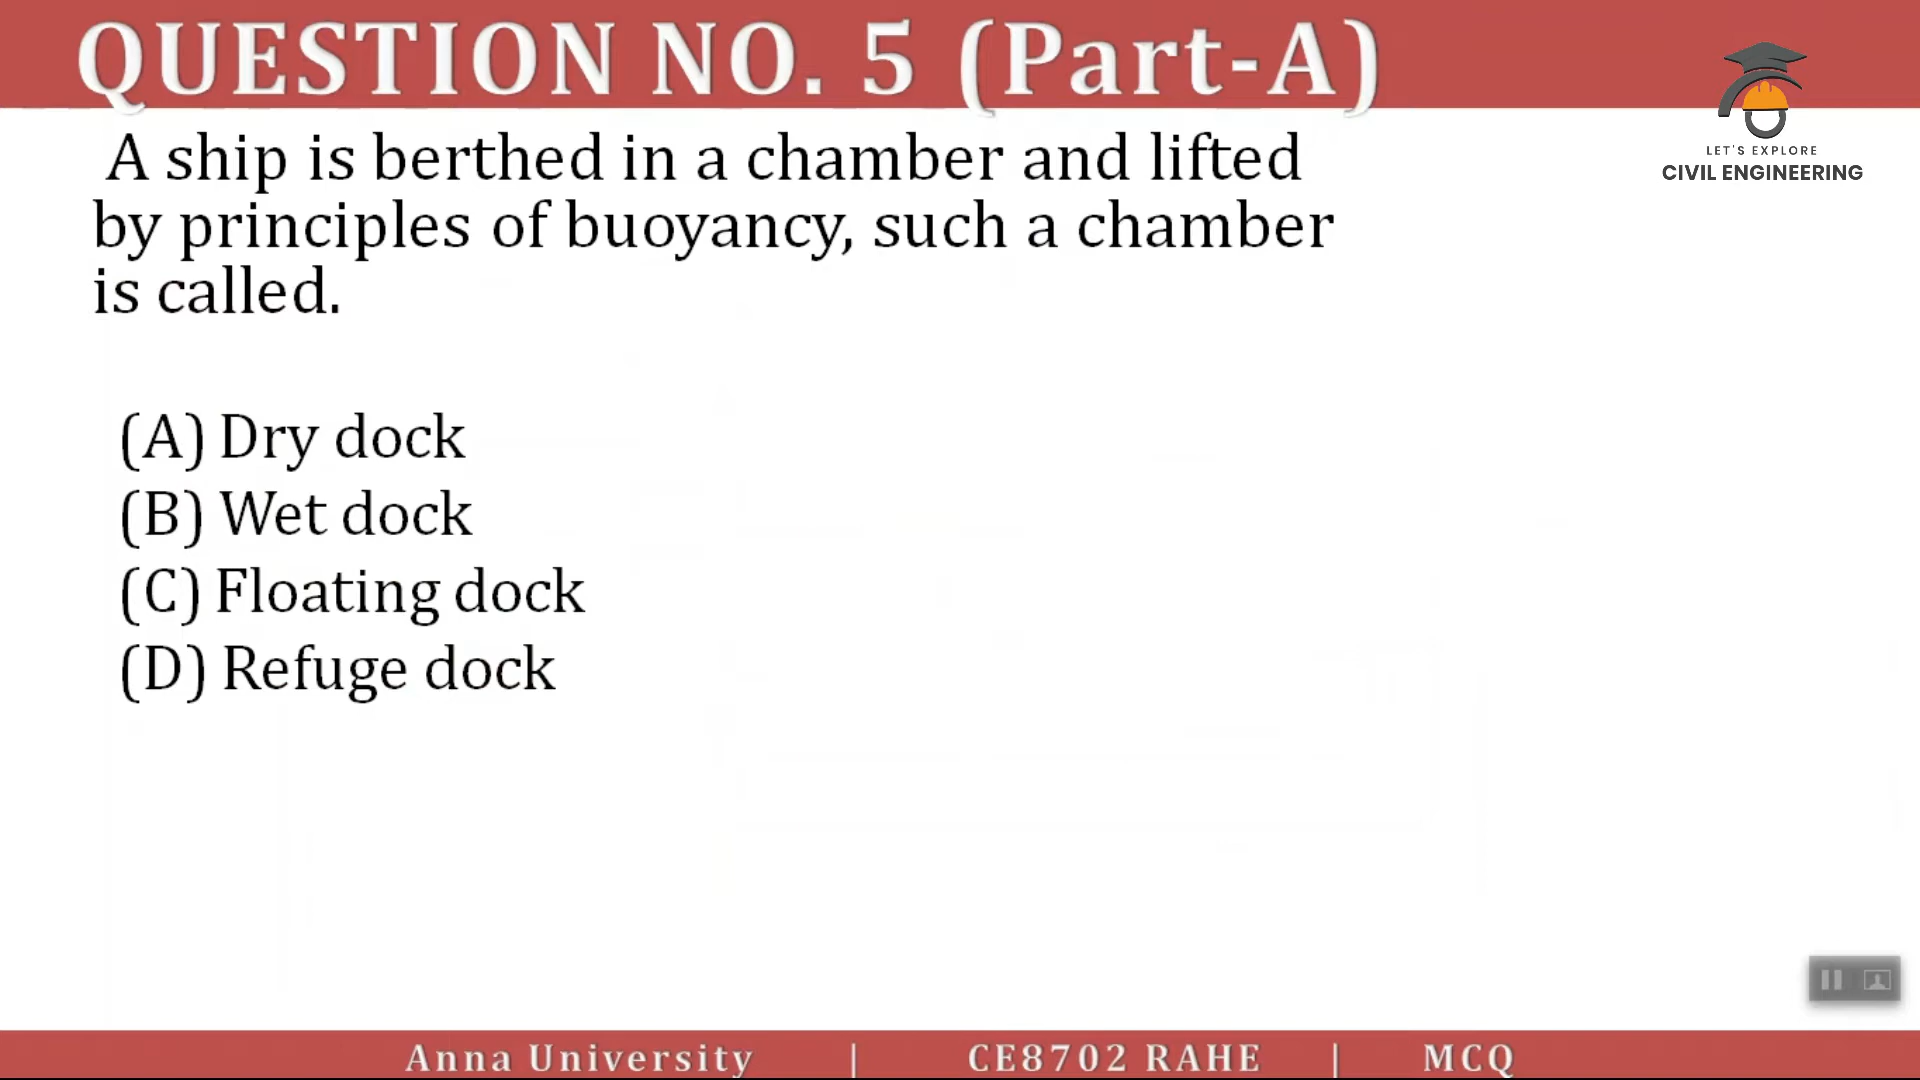 QUESTION NO. 5 (Part-A)
LET'S EXPLORE
CIVIL ENGINEERING
A ship is berthed in a chamber and lifted
by principles of buoyancy, such a chamber
is called.
(A) Dry dock
(B) Wet dock
(C) Floating dock
(D) Refuge dock
Anna University | CE8702 RAHE | MCQ